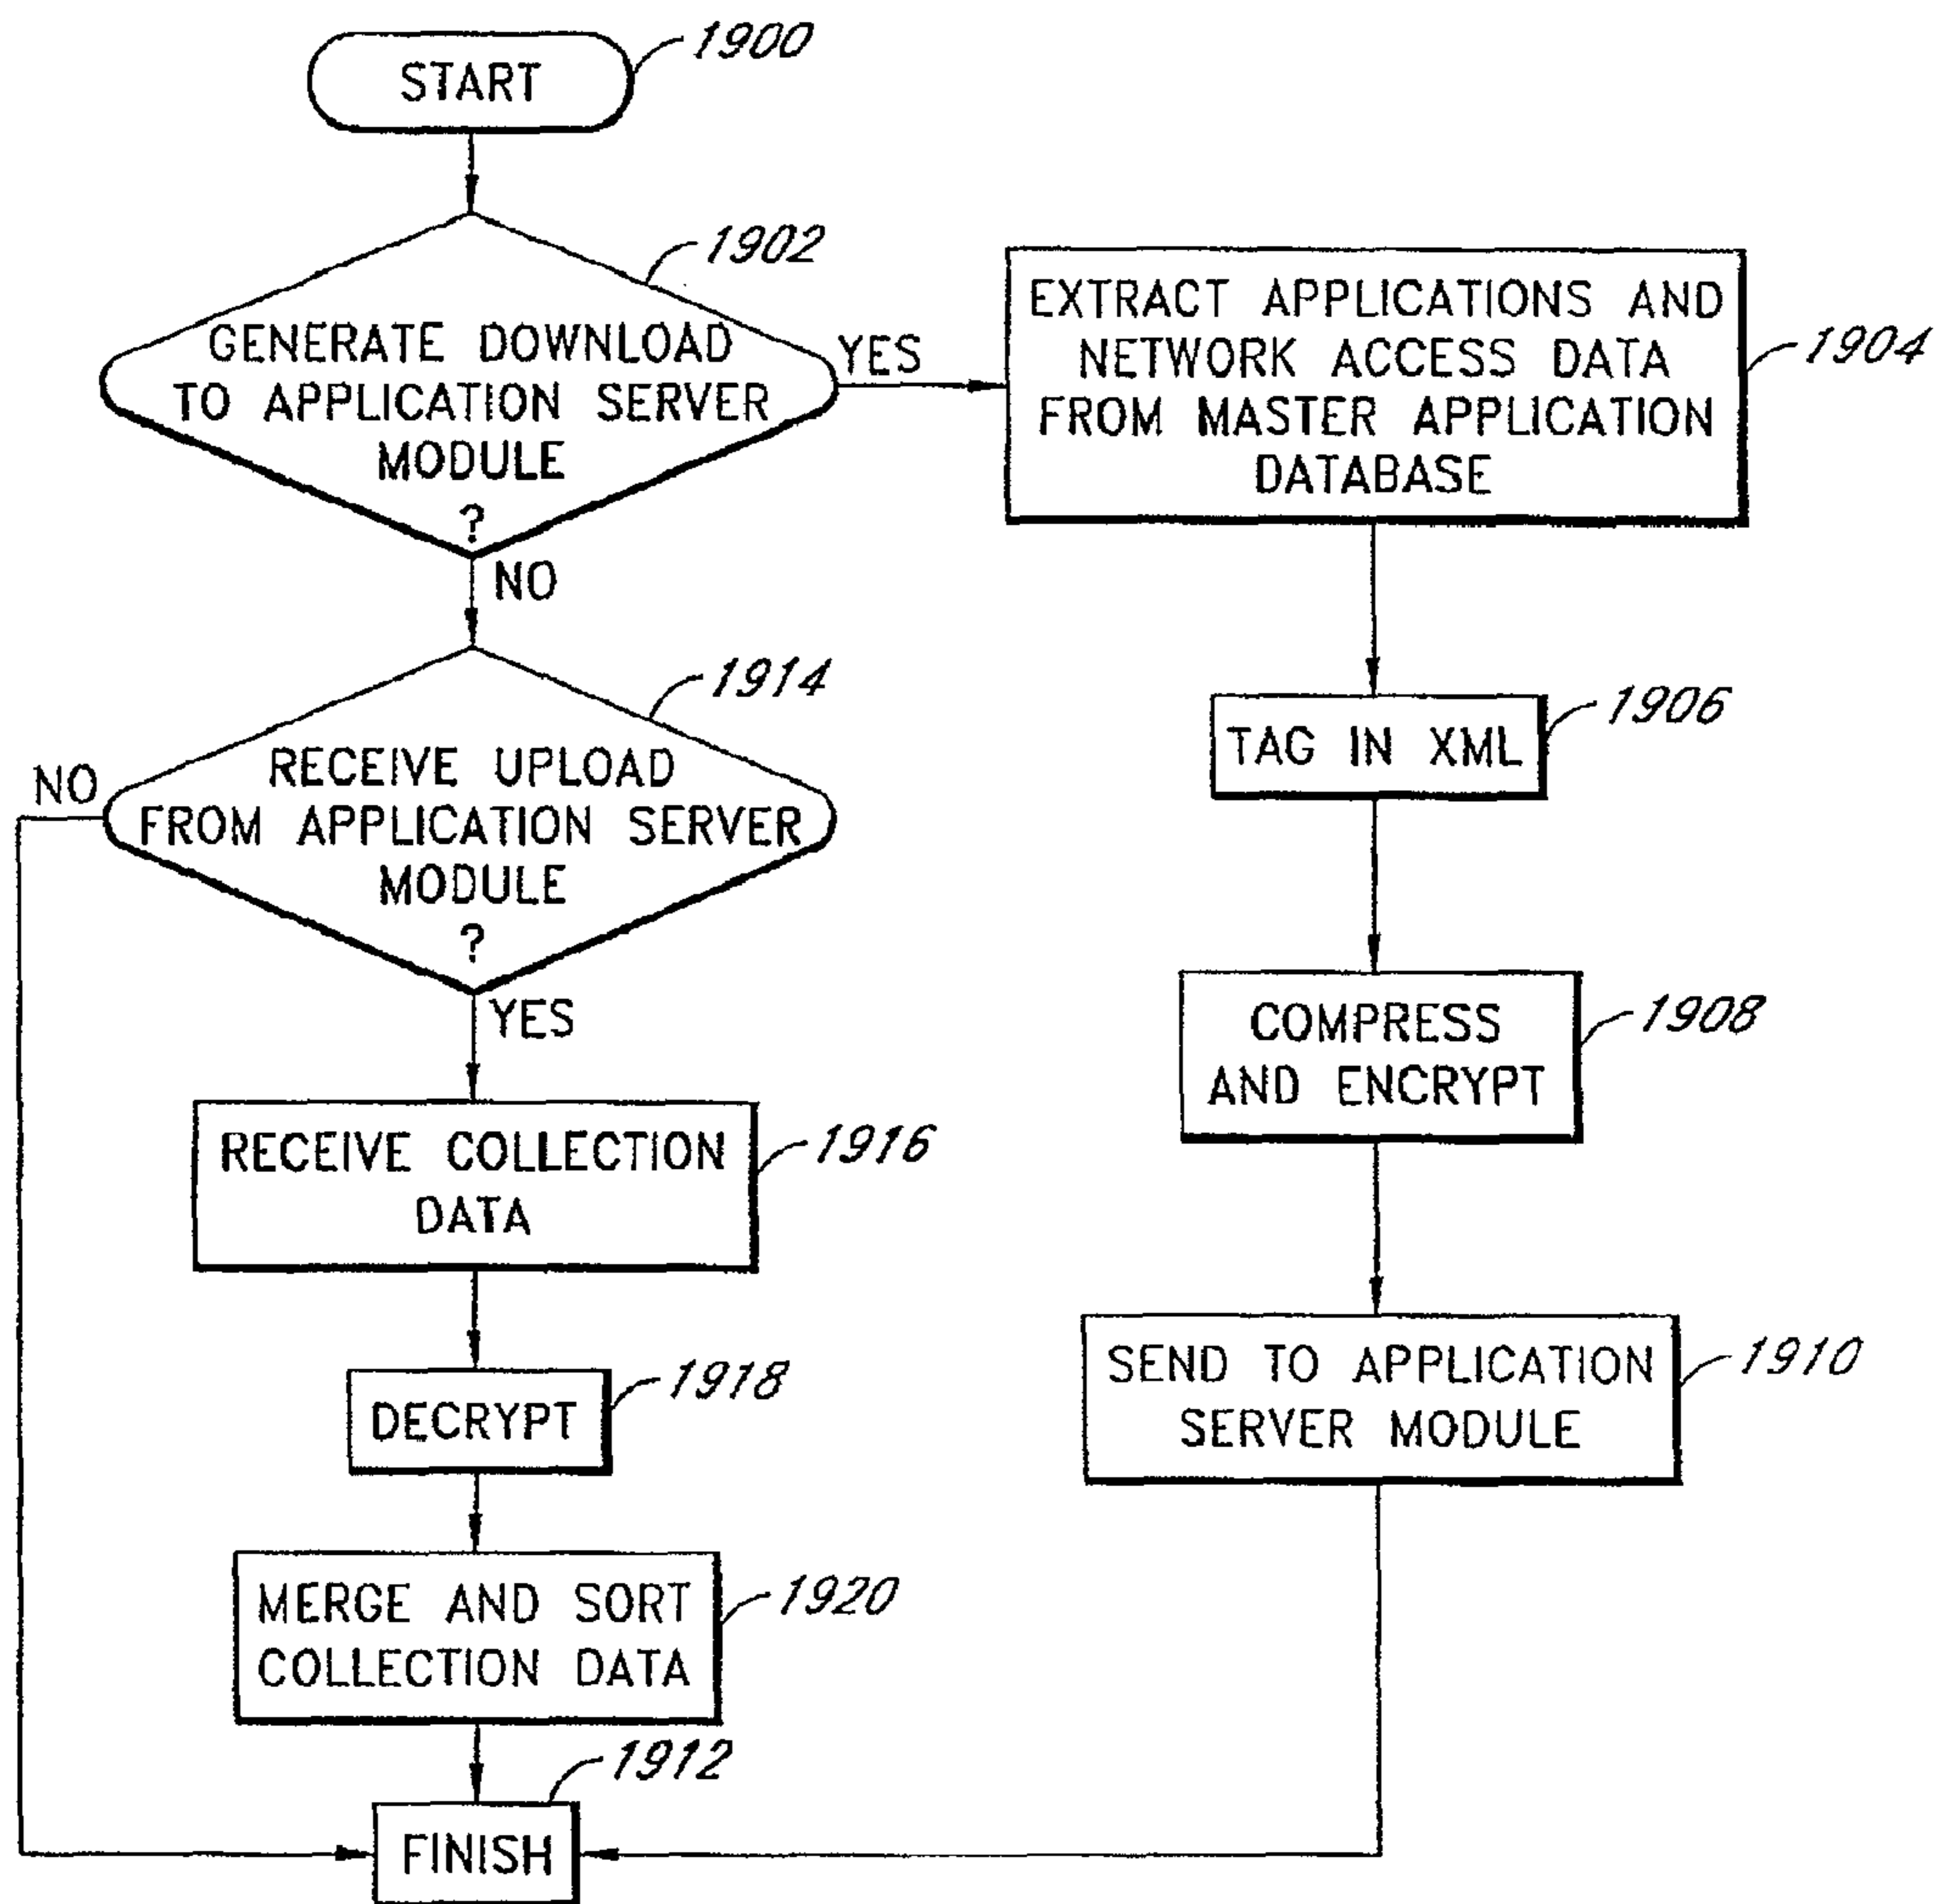 START
1900
1902
GENERATE DOWNLOAD
TO APPLICATION SERVER
MODULE
?
YES
NO
EXTRACT APPLICATIONS AND
NETWORK ACCESS DATA
FROM MASTER APPLICATION
DATABASE
1904
TAG IN XML
1906
COMPRESS
AND ENCRYPT
1908
SEND TO APPLICATION
SERVER MODULE
1910
1914
RECEIVE UPLOAD
FROM APPLICATION SERVER
MODULE
?
NO
YES
RECEIVE COLLECTION
DATA
1916
DECRYPT
1918
MERGE AND SORT
COLLECTION DATA
1920
1912
FINISH